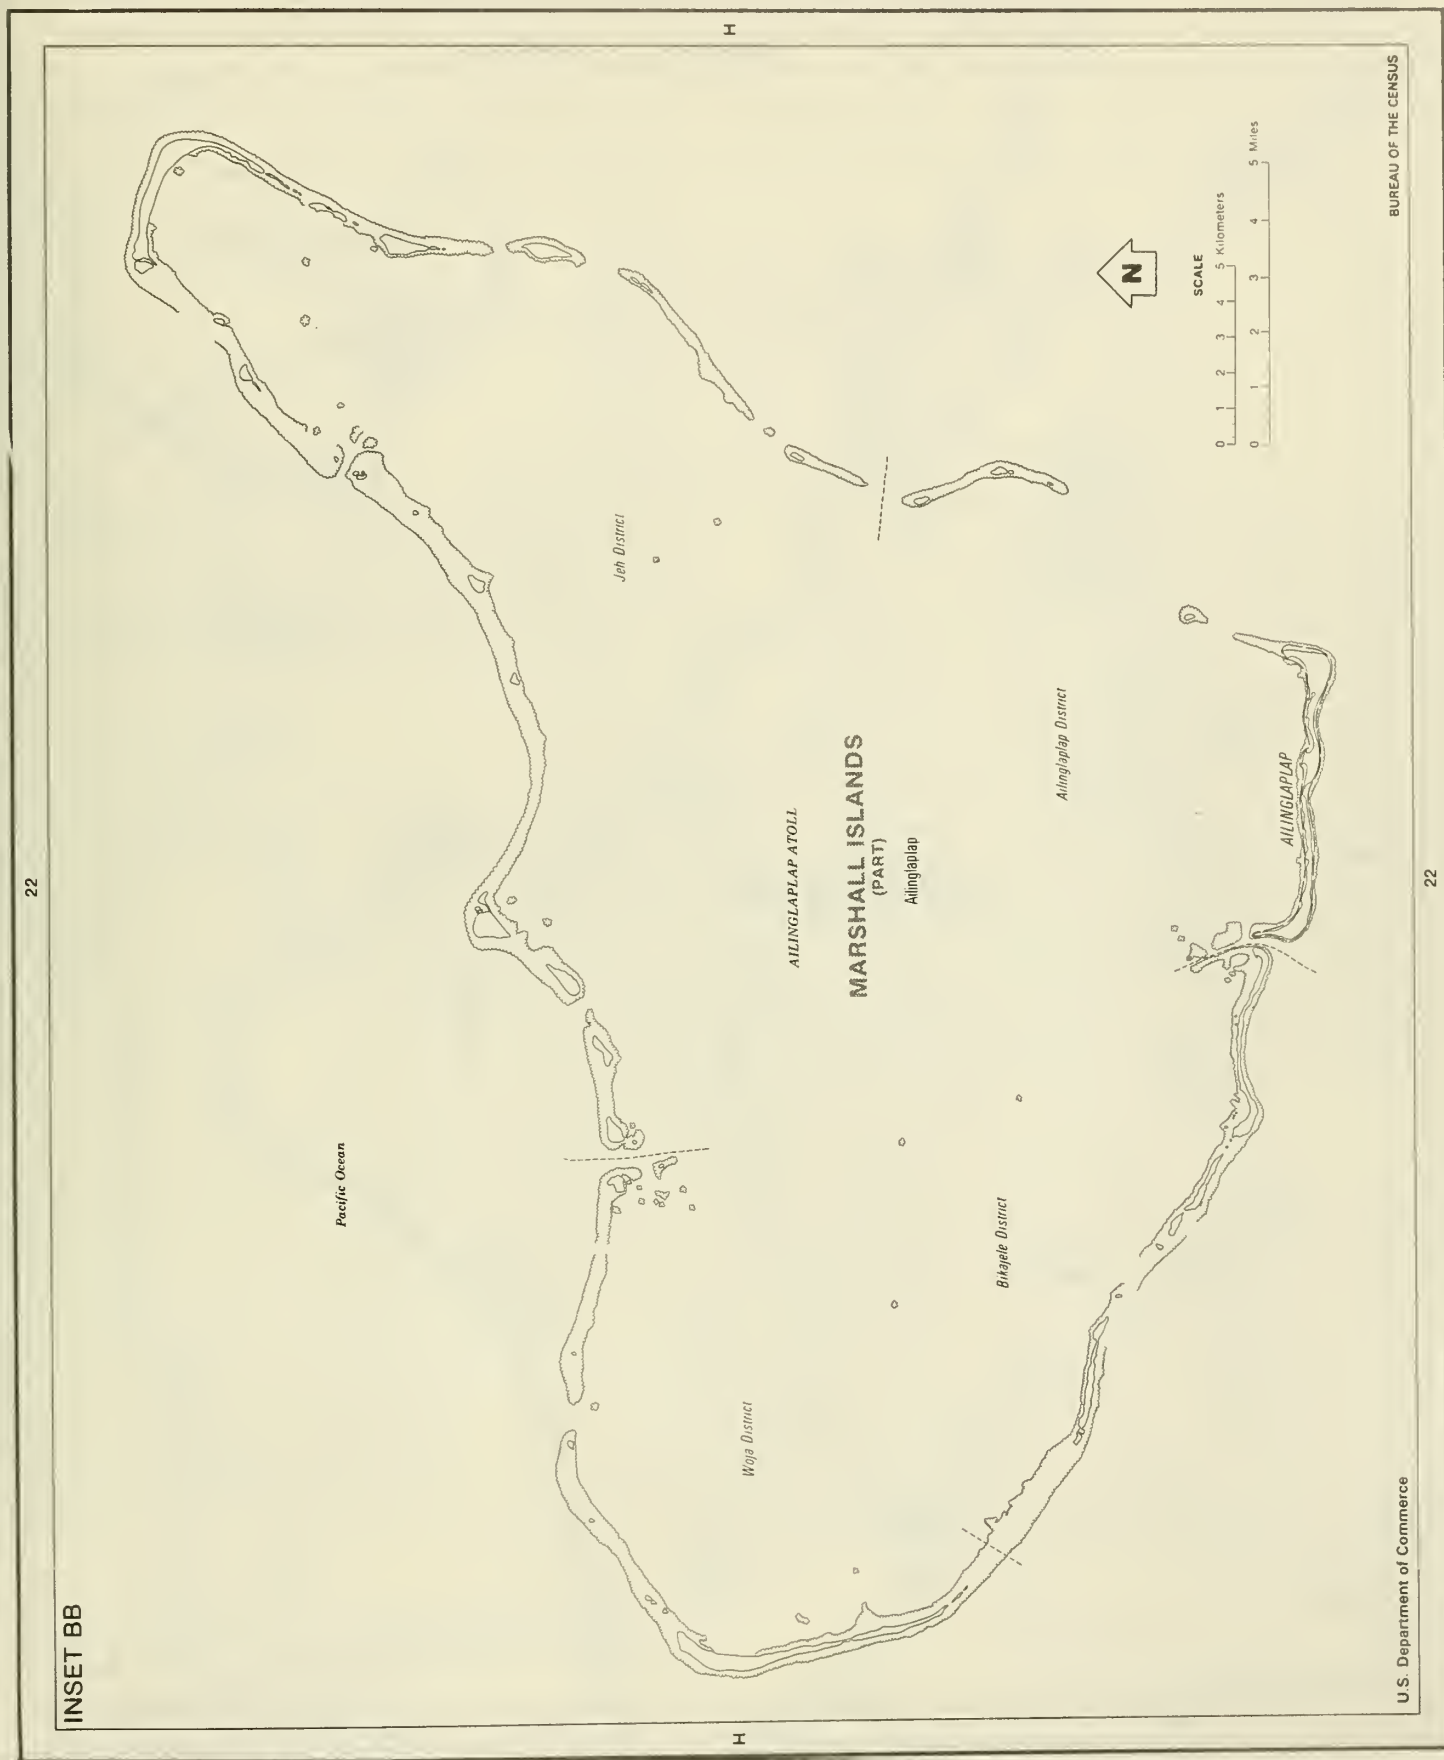 INSET BB
22
H
Pacific Ocean
Jeh District
AILINGLAPLAP ATOLL
MARSHALL ISLANDS
(PART)
Ailinglaplap
Woja District
Bikajele District
Ailinglaplap District
AILINGLAPLAP
N
SCALE
0 1 2 3 4 5 Kilometers
0 1 2 3 4 5 Miles
H
22
U.S. Department of Commerce
BUREAU OF THE CENSUS